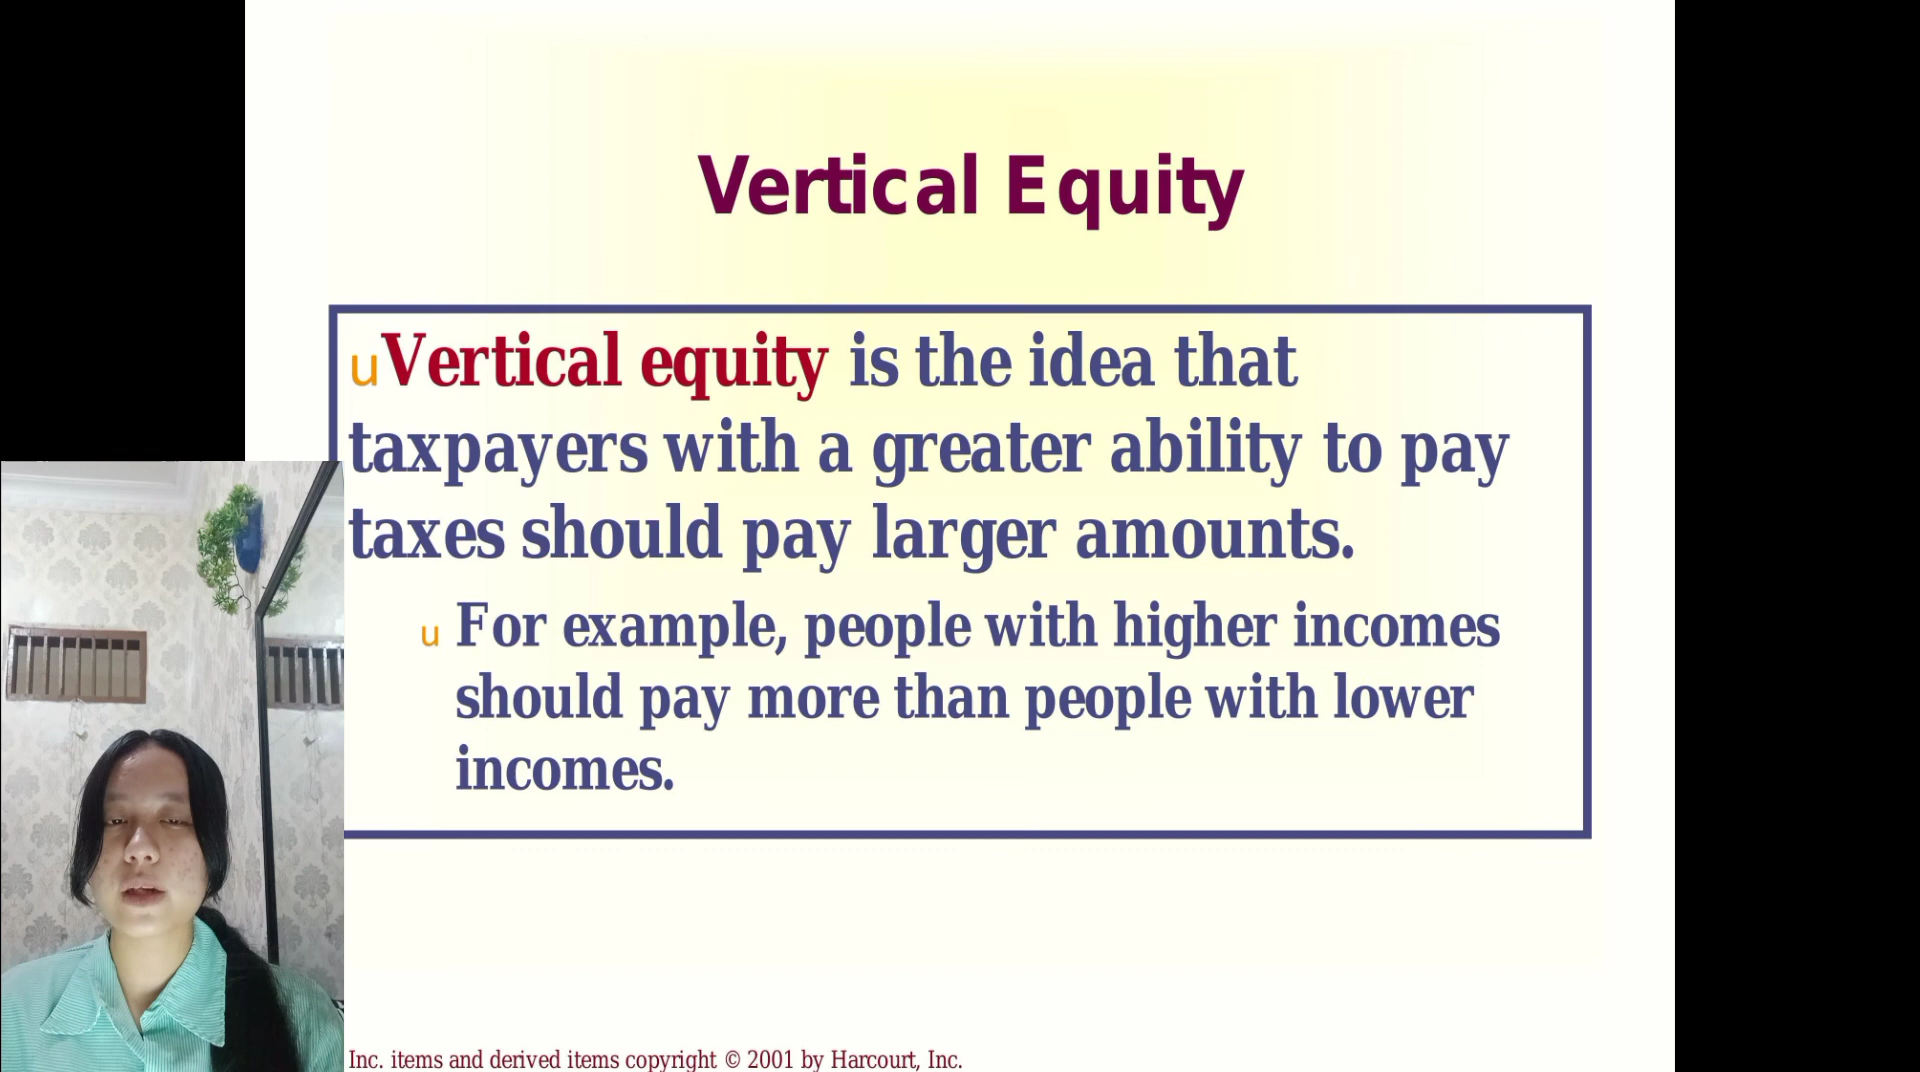 Vertical Equity
uVertical equity is the idea that
taxpayers with a greater ability to pay
taxes should pay larger amounts.
u For example, people with higher incomes
should pay more than people with lower
incomes.
Inc. items and derived items copyright © 2001 by Harcourt, Inc.